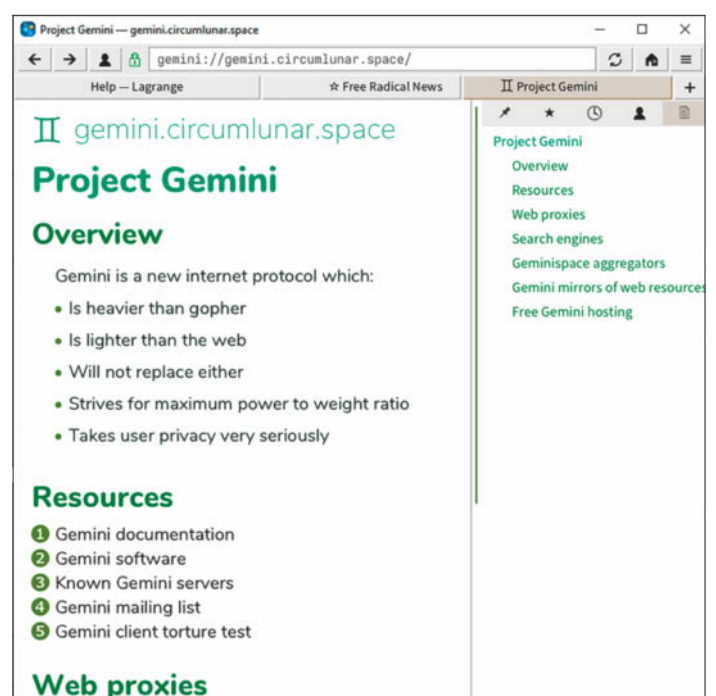 Project Gemini — gemini.circumlunar.space
gemini://gemini.circumlunar.space/
Help — Lagrange
☆ Free Radical News
♊ Project Gemini
♊ gemini.circumlunar.space
Project Gemini
Overview
Gemini is a new internet protocol which:
• Is heavier than gopher
• Is lighter than the web
• Will not replace either
• Strives for maximum power to weight ratio
• Takes user privacy very seriously
Resources
1 Gemini documentation
2 Gemini software
3 Known Gemini servers
4 Gemini mailing list
5 Gemini client torture test
Web proxies
Project Gemini
Overview
Resources
Web proxies
Search engines
Geminispace aggregators
Gemini mirrors of web resources
Free Gemini hosting